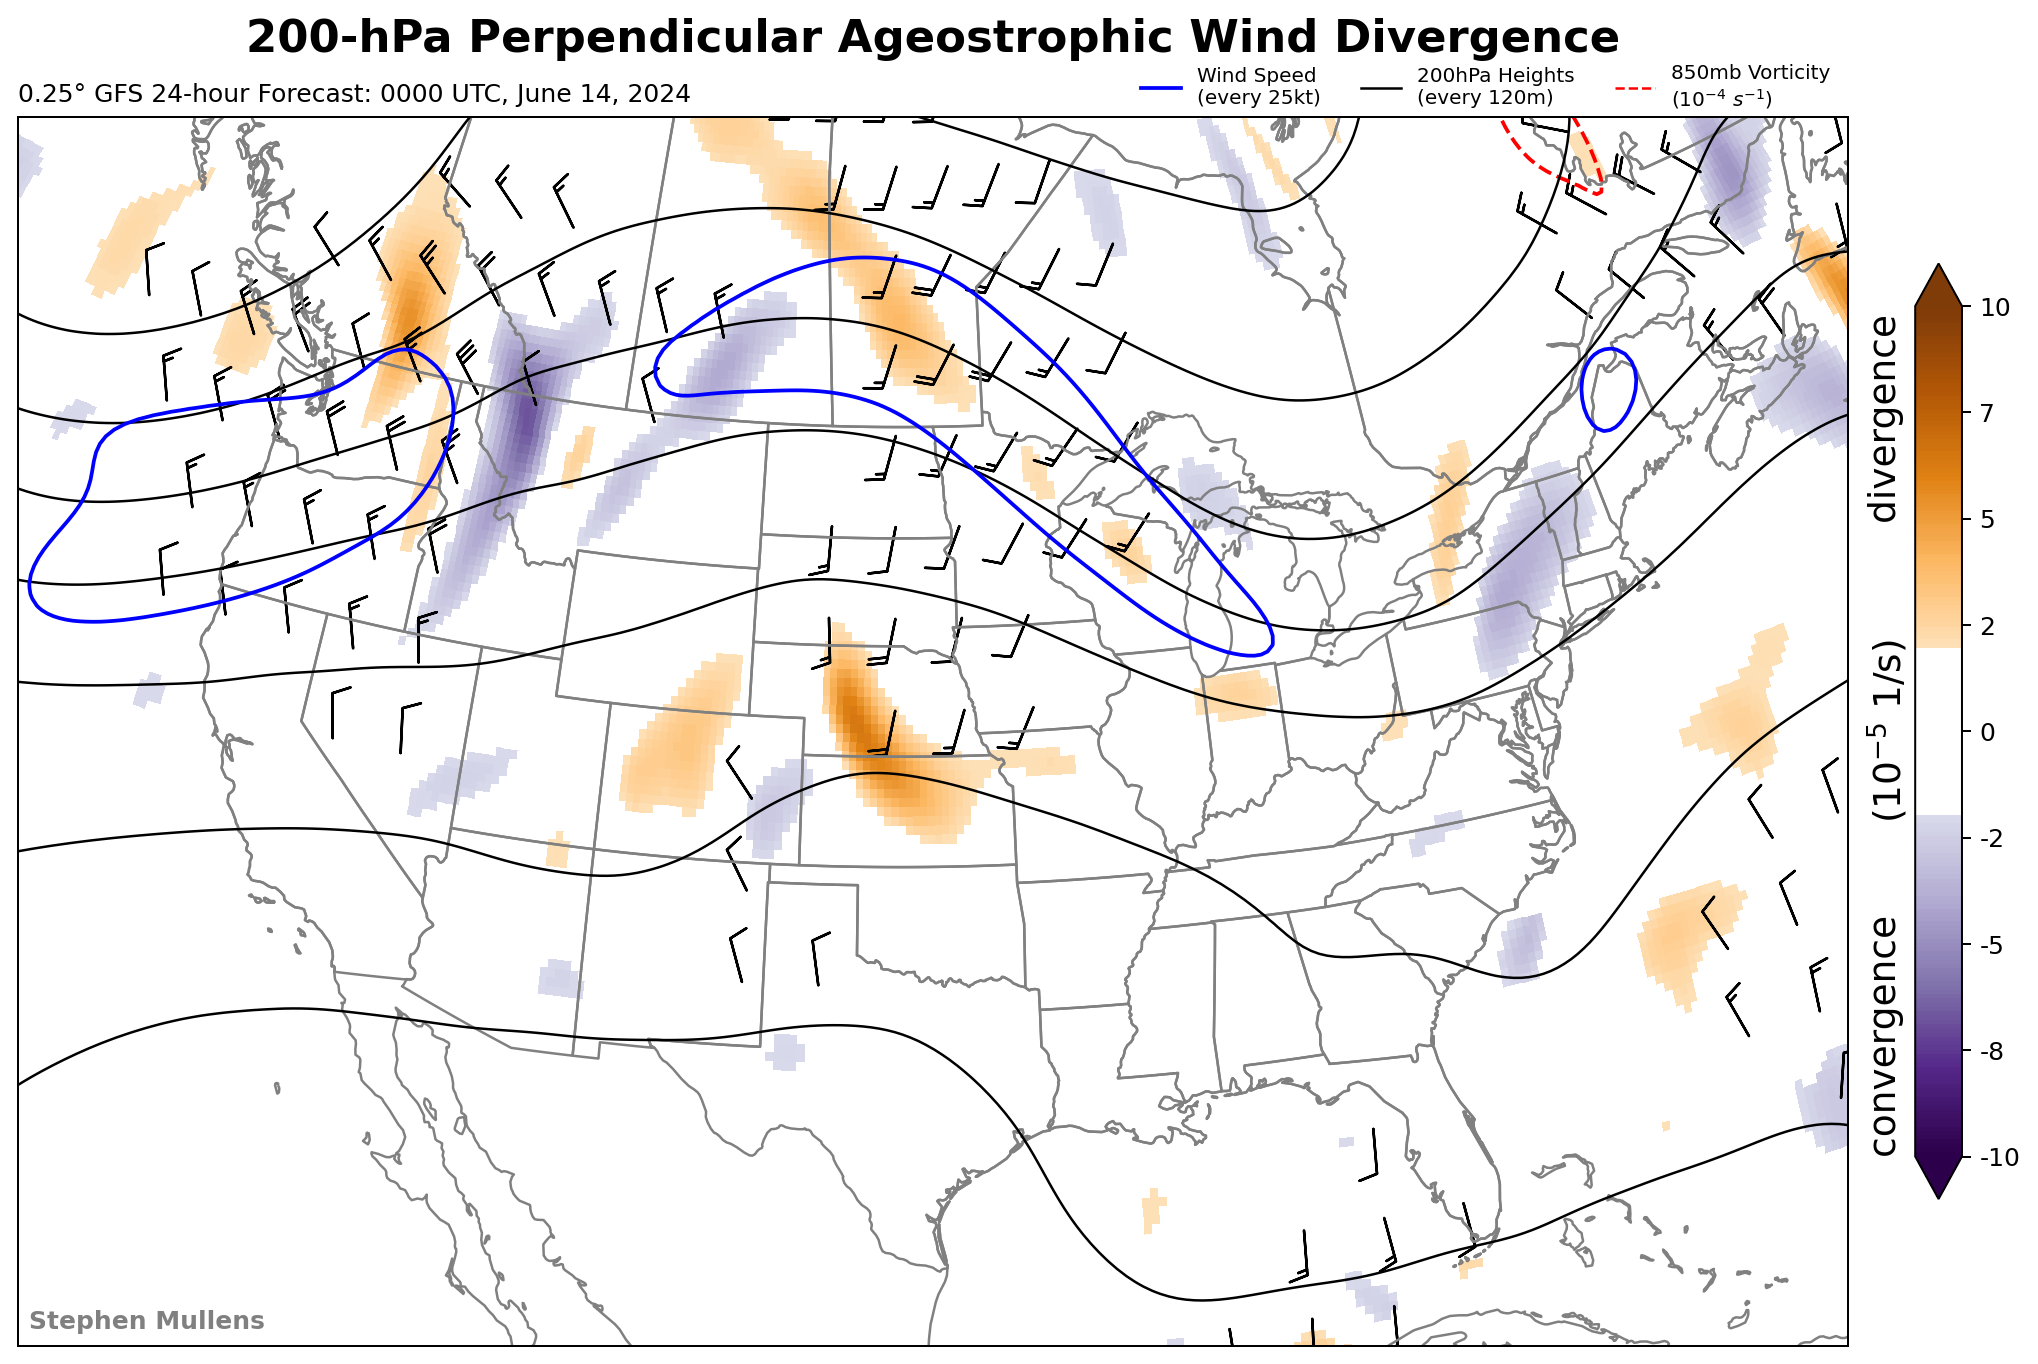 200-hPa Perpendicular Ageostrophic Wind Divergence
0.25° GFS 24-hour Forecast: 0000 UTC, June 14, 2024
Wind Speed
(every 25kt)
200hPa Heights
(every 120m)
850mb Vorticity
(10⁻⁴ s⁻¹)
10
7
5
2
0
-2
-5
-8
-10
convergence (10⁻⁵ 1/s) divergence
Stephen Mullens